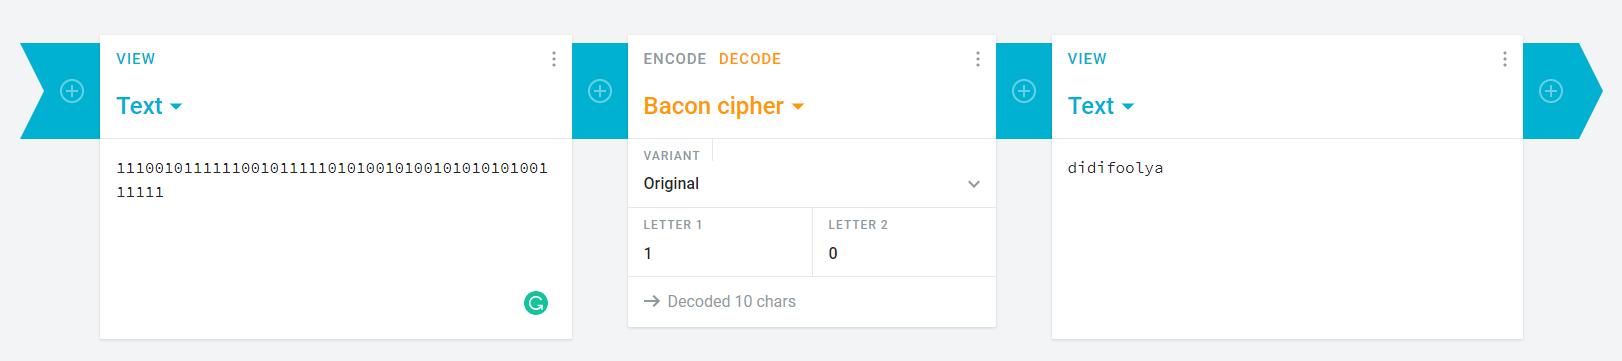 VIEW
Text
111001011111100101111101010010100101010101001
11111
ENCODE DECODE
Bacon cipher
VARIANT
Original
LETTER 1
1
LETTER 2
0
→ Decoded 10 chars
VIEW
Text
didifoolya